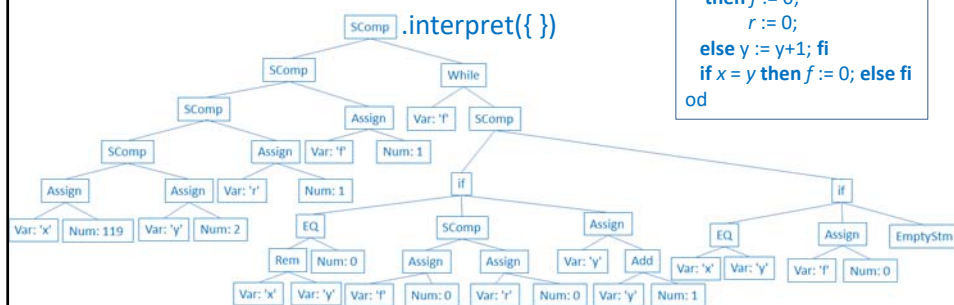 then f := 0;
r := 0;
else y := y+1; fi
if x = y then f := 0; else fi
od
SComp .interpret({ })
SComp While
SComp Assign Var: 'f' SComp
SComp Assign Var: 'f' Num: 1
Assign Assign Var: 'r' Num: 1 if if
Var: 'x' Num: 119 Var: 'y' Num: 2 EQ SComp Assign EQ Assign EmptyStm
Rem Num: 0 Assign Assign Var: 'y' Add Var: 'x' Var: 'y' Var: 'f' Num: 0
Var: 'x' Var: 'y' Var: 'f' Num: 0 Var: 'r' Num: 0 Var: 'y' Num: 1